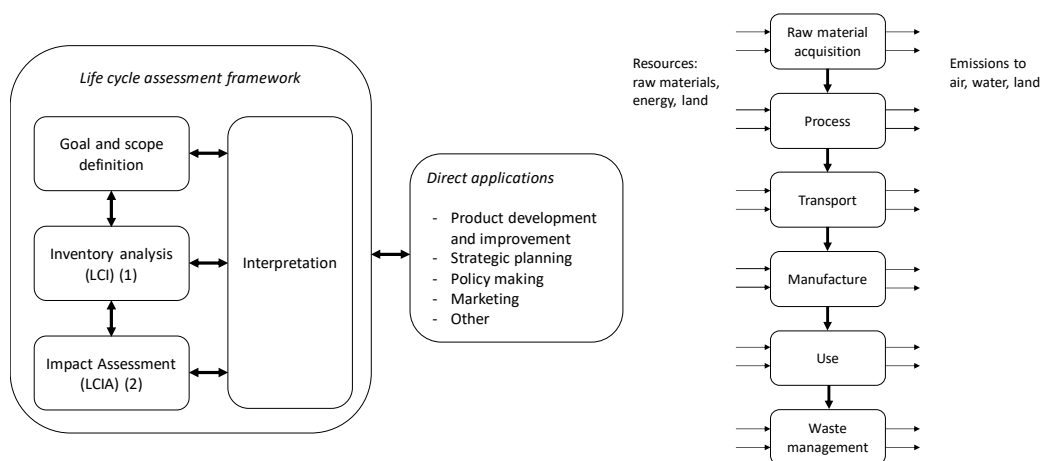 Life cycle assessment framework
Goal and scope
definition
Inventory analysis
(LCI) (1)
Impact Assessment
(LCIA) (2)
Interpretation
Direct applications
- Product development
and improvement
- Strategic planning
- Policy making
- Marketing
- Other
Resources:
raw materials,
energy, land
Raw material
acquisition
Process
Transport
Manufacture
Use
Waste
management
Emissions to
air, water, land